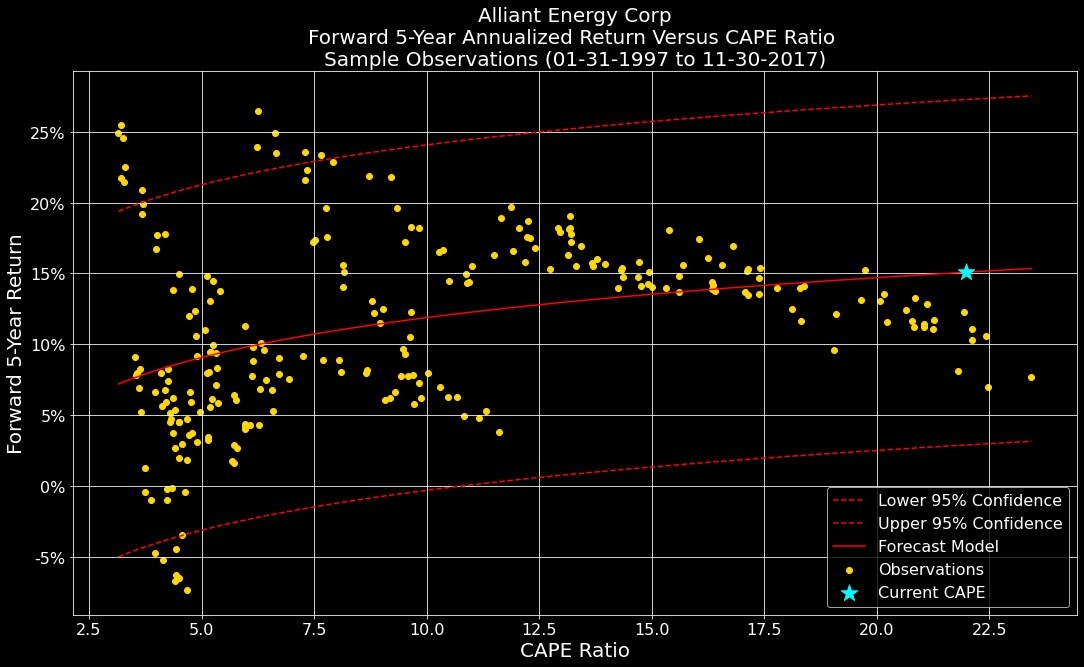 Alliant Energy Corp
Forward 5-Year Annualized Return Versus CAPE Ratio
Sample Observations (01-31-1997 to 11-30-2017)
Forward 5-Year Return
25%
20%
15%
10%
5%
0%
-5%
Lower 95% Confidence
Upper 95% Confidence
Forecast Model
Observations
Current CAPE
2.5 5.0 7.5 10.0 12.5 15.0 17.5 20.0 22.5
CAPE Ratio